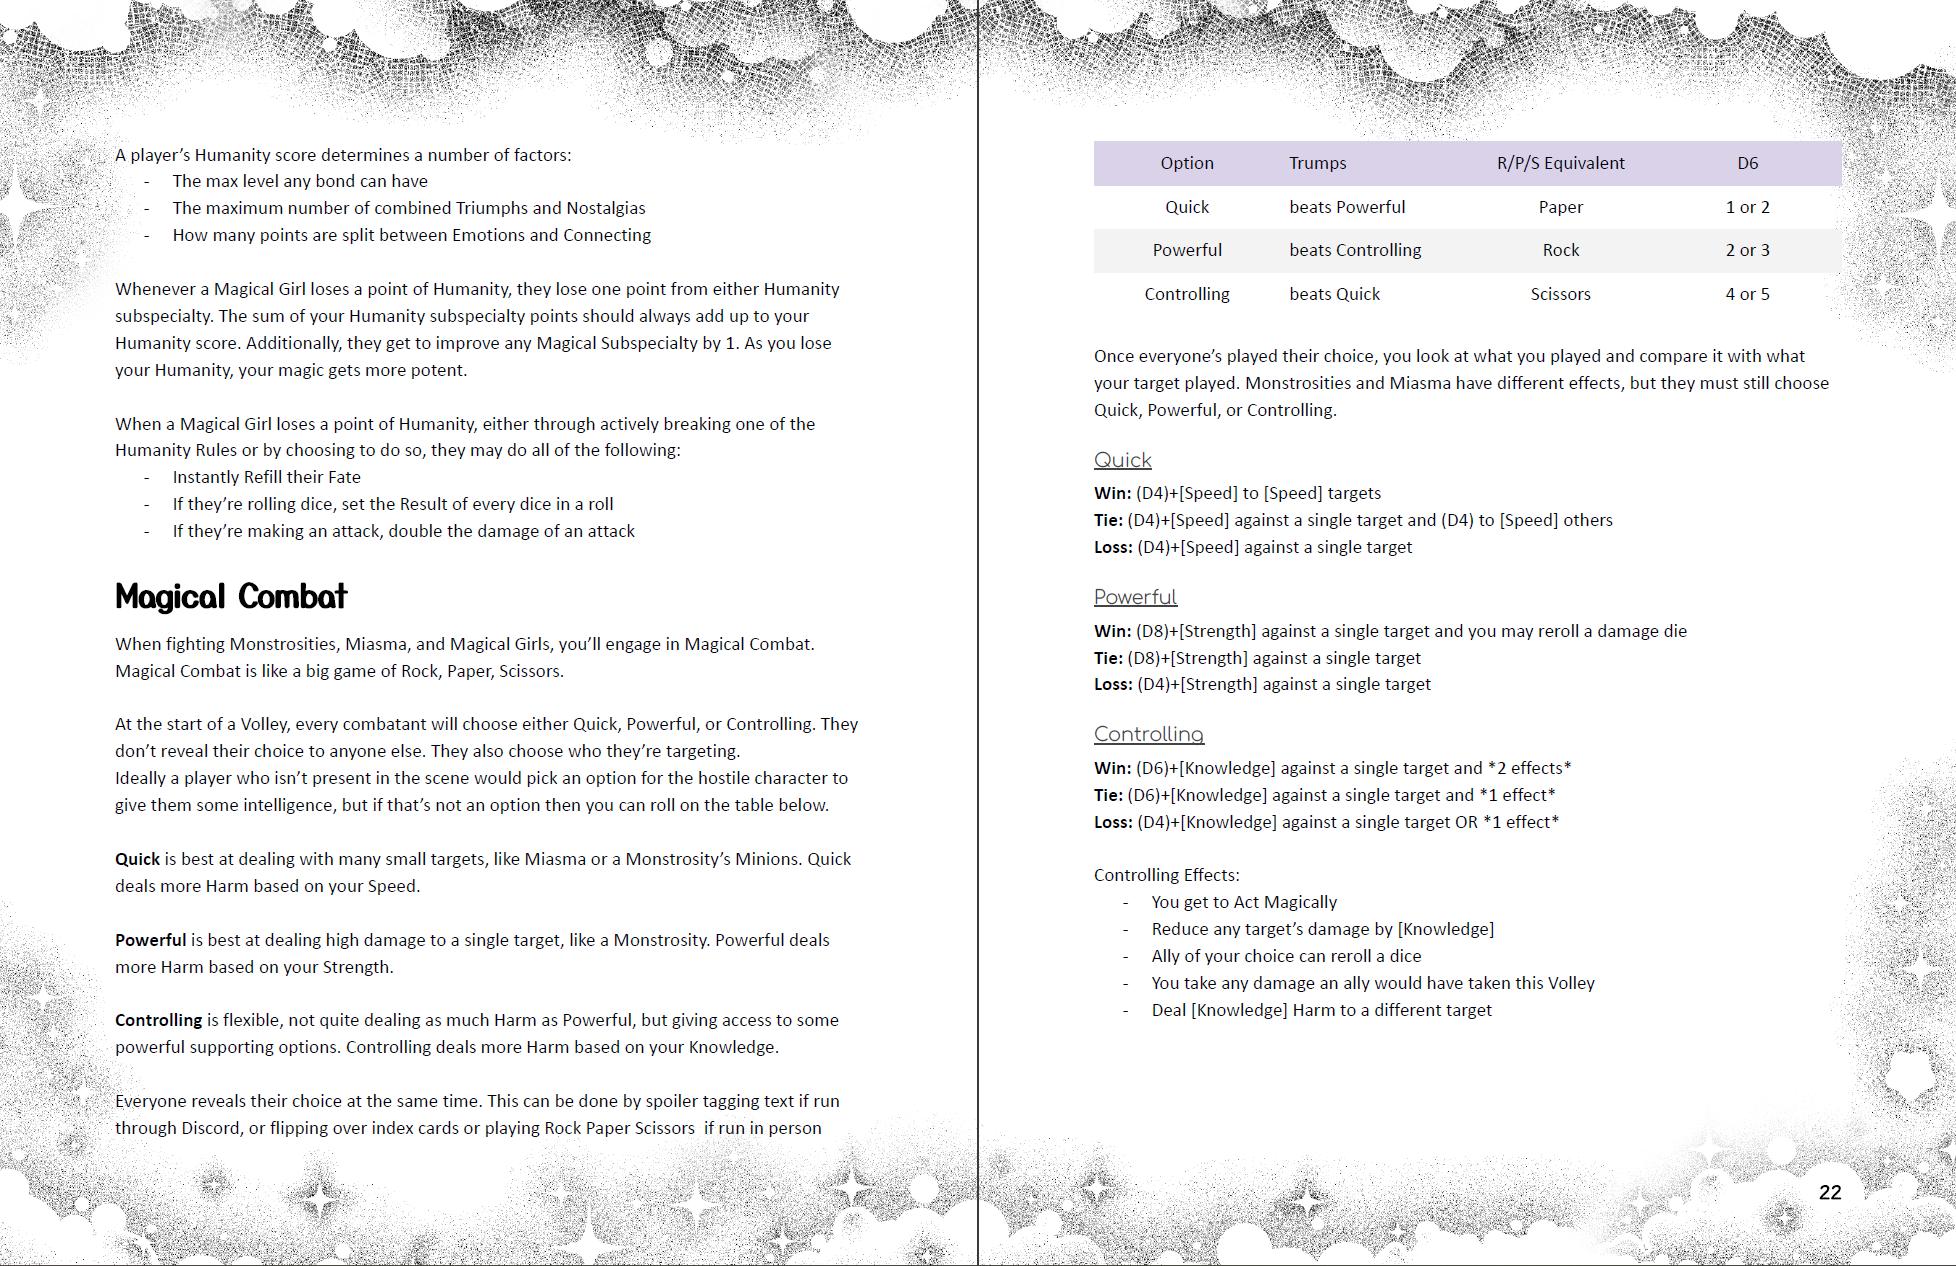 A player's Humanity score determines a number of factors:
- The max level any bond can have
- The maximum number of combined Triumphs and Nostalgias
- How many points are split between Emotions and Connecting
Whenever a Magical Girl loses a point of Humanity, they lose one point from either Humanity
subspecialty. The sum of your Humanity subspecialty points should always add up to your
Humanity score. Additionally, they get to improve any Magical Subspecialty by 1. As you lose
your Humanity, your magic gets more potent.
When a Magical Girl loses a point of Humanity, either through actively breaking one of the
Humanity Rules or by choosing to do so, they may do all of the following:
- Instantly Refill their Fate
- If they're rolling dice, set the Result of every dice in a roll
- If they're making an attack, double the damage of an attack
Magical Combat
When fighting Monstrosities, Miasma, and Magical Girls, you'll engage in Magical Combat.
Magical Combat is like a big game of Rock, Paper, Scissors.
At the start of a Volley, every combatant will choose either Quick, Powerful, or Controlling. They
don't reveal their choice to anyone else. They also choose who they're targeting.
Ideally a player who isn't present in the scene would pick an option for the hostile character to
give them some intelligence, but if that's not an option then you can roll on the table below.
Quick is best at dealing with many small targets, like Miasma or a Monstrosity's Minions. Quick
deals more Harm based on your Speed.
Powerful is best at dealing high damage to a single target, like a Monstrosity. Powerful deals
more Harm based on your Strength.
Controlling is flexible, not quite dealing as much Harm as Powerful, but giving access to some
powerful supporting options. Controlling deals more Harm based on your Knowledge.
Everyone reveals their choice at the same time. This can be done by spoiler tagging text if run
through Discord, or flipping over index cards or playing Rock Paper Scissors if run in person
Option Trumps R/P/S Equivalent D6
Quick beats Powerful Paper 1 or 2
Powerful beats Controlling Rock 2 or 3
Controlling beats Quick Scissors 4 or 5
Once everyone's played their choice, you look at what you played and compare it with what
your target played. Monstrosities and Miasma have different effects, but they must still choose
Quick, Powerful, or Controlling.
Quick
Win: (D4)+[Speed] to [Speed] targets
Tie: (D4)+[Speed] against a single target and (D4) to [Speed] others
Loss: (D4)+[Speed] against a single target
Powerful
Win: (D8)+[Strength] against a single target and you may reroll a damage die
Tie: (D8)+[Strength] against a single target
Loss: (D4)+[Strength] against a single target
Controlling
Win: (D6)+[Knowledge] against a single target and *2 effects*
Tie: (D6)+[Knowledge] against a single target and *1 effect*
Loss: (D4)+[Knowledge] against a single target OR *1 effect*
Controlling Effects:
- You get to Act Magically
- Reduce any target's damage by [Knowledge]
- Ally of your choice can reroll a dice
- You take any damage an ally would have taken this Volley
- Deal [Knowledge] Harm to a different target
22